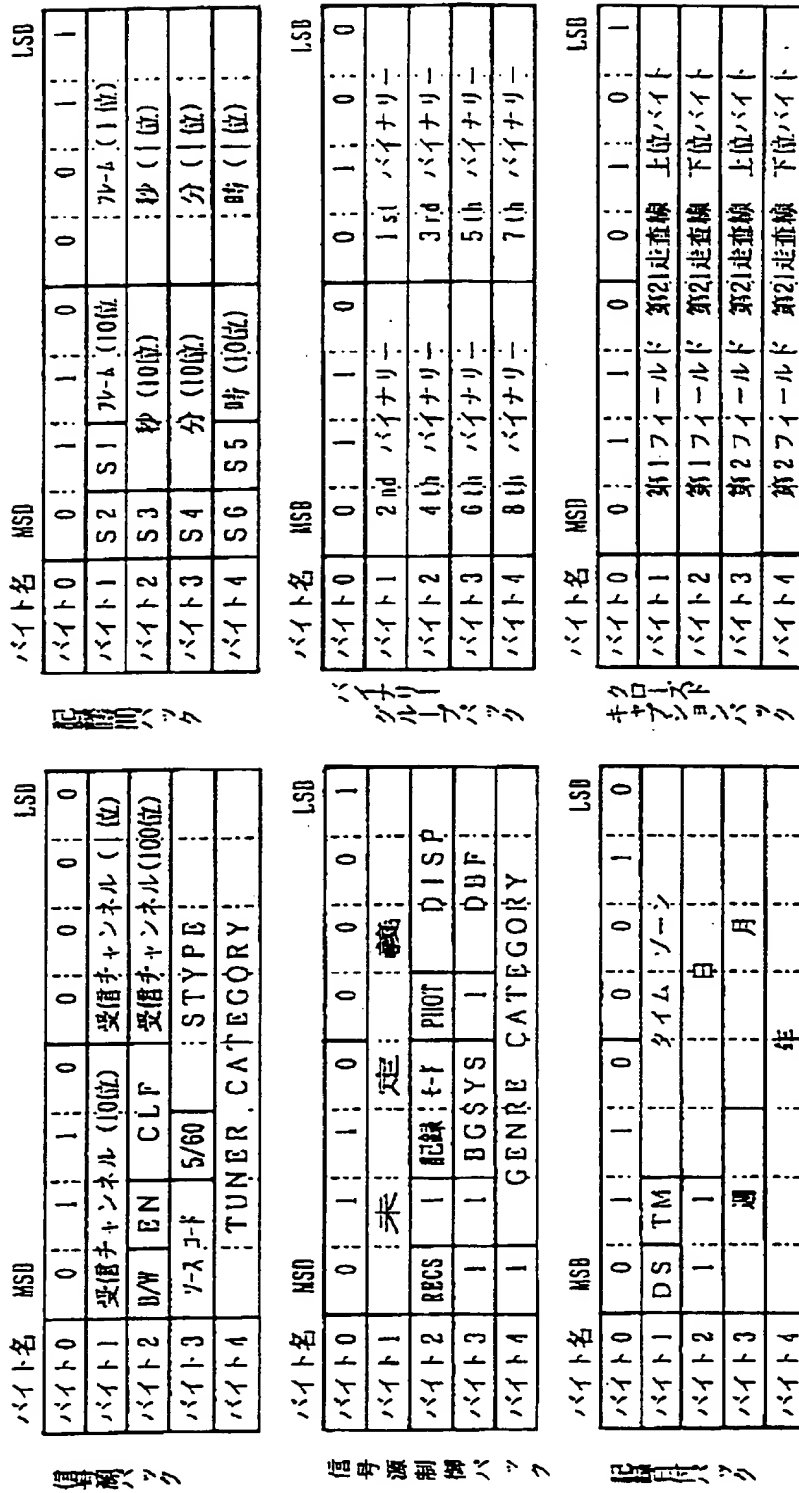 信号源パック
バイト名 MSB LSB
バイト0 0 1 1 0 0 0 0 0
バイト1 受信チャンネル (10位) 受信チャンネル (1位)
バイト2 B/W EN CLF 受信チャンネル (100位)
バイト3 ソース コード 5/60 STYPE
バイト4 TUNER CATEGORY
信号源制御パック
バイト名 MSB LSB
バイト0 0 1 1 0 0 0 0 1
バイト1 未 定 義
バイト2 RECS 1 記録 モード PILOT DISP
バイト3 1 1 BGSYS 1 DBF
バイト4 1 GENRE CATEGORY
記録日付パック
バイト名 MSB LSB
バイト0 0 1 1 0 0 0 1 0
バイト1 DS TM タイム ゾーン
バイト2 1 1 日
バイト3 週 月
バイト4 年
記録時間パック
バイト名 MSB LSB
バイト0 0 1 1 0 0 0 1 1
バイト1 S2 S1 フレーム (10位) フレーム (1位)
バイト2 S3 秒 (10位) 秒 (1位)
バイト3 S4 分 (10位) 分 (1位)
バイト4 S6 S5 時 (10位) 時 (1位)
バイナリーグループパック
バイト名 MSB LSB
バイト0 0 1 1 0 0 1 0 0
バイト1 2nd バイナリー 1st バイナリー
バイト2 4th バイナリー 3rd バイナリー
バイト3 6th バイナリー 5th バイナリー
バイト4 8th バイナリー 7th バイナリー
クローズドキャプションパック
バイト名 MSB LSB
バイト0 0 1 1 0 0 1 0 1
バイト1 第1フィールド 第21走査線 上位バイト
バイト2 第1フィールド 第21走査線 下位バイト
バイト3 第2フィールド 第21走査線 上位バイト
バイト4 第2フィールド 第21走査線 下位バイト